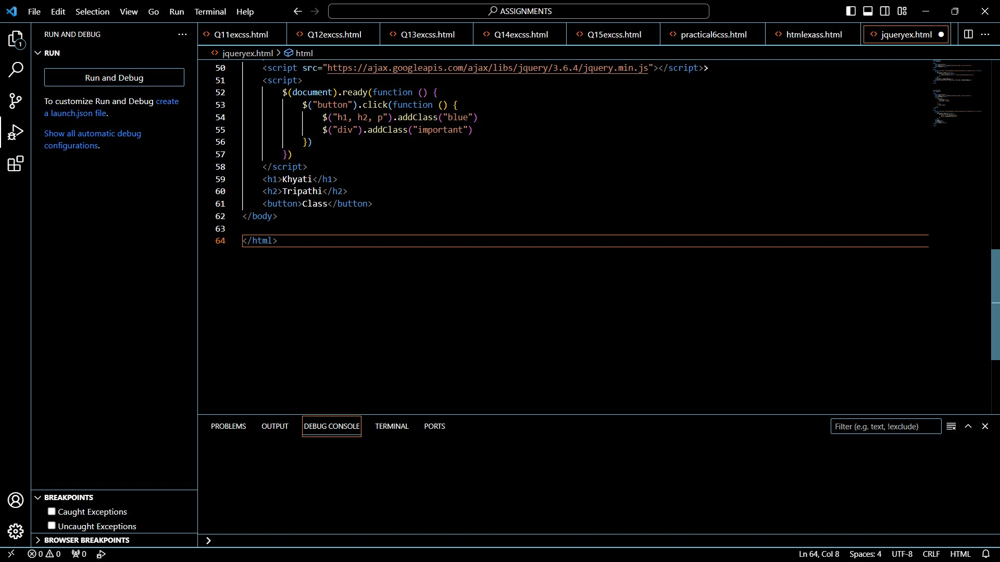 File Edit Selection View Go Run Terminal Help
ASSIGNMENTS
RUN AND DEBUG
RUN
Run and Debug
To customize Run and Debug create
a launch.json file.
Show all automatic debug
configurations.
Q11excss.html Q12excss.html Q13excss.html Q14excss.html Q15excss.html practical6css.html htmlexass.html jqueryex.html
jqueryex.html > html
50 <script src="https://ajax.googleapis.com/ajax/libs/jquery/3.6.4/jquery.min.js"></script>>
51 <script>
52 $(document).ready(function () {
53 $("button").click(function () {
54 $("h1, h2, p").addClass("blue")
55 $("div").addClass("important")
56 })
57 })
58 </script>
59 <h1>Khyati</h1>
60 <h2>Tripathi</h2>
61 <button>Class</button>
62 </body>
63
64 </html>
PROBLEMS OUTPUT DEBUG CONSOLE TERMINAL PORTS
Filter (e.g. text, !exclude)
BREAKPOINTS
Caught Exceptions
Uncaught Exceptions
BROWSER BREAKPOINTS
1
0 0 0
Ln 64, Col 8 Spaces: 4 UTF-8 CRLF HTML